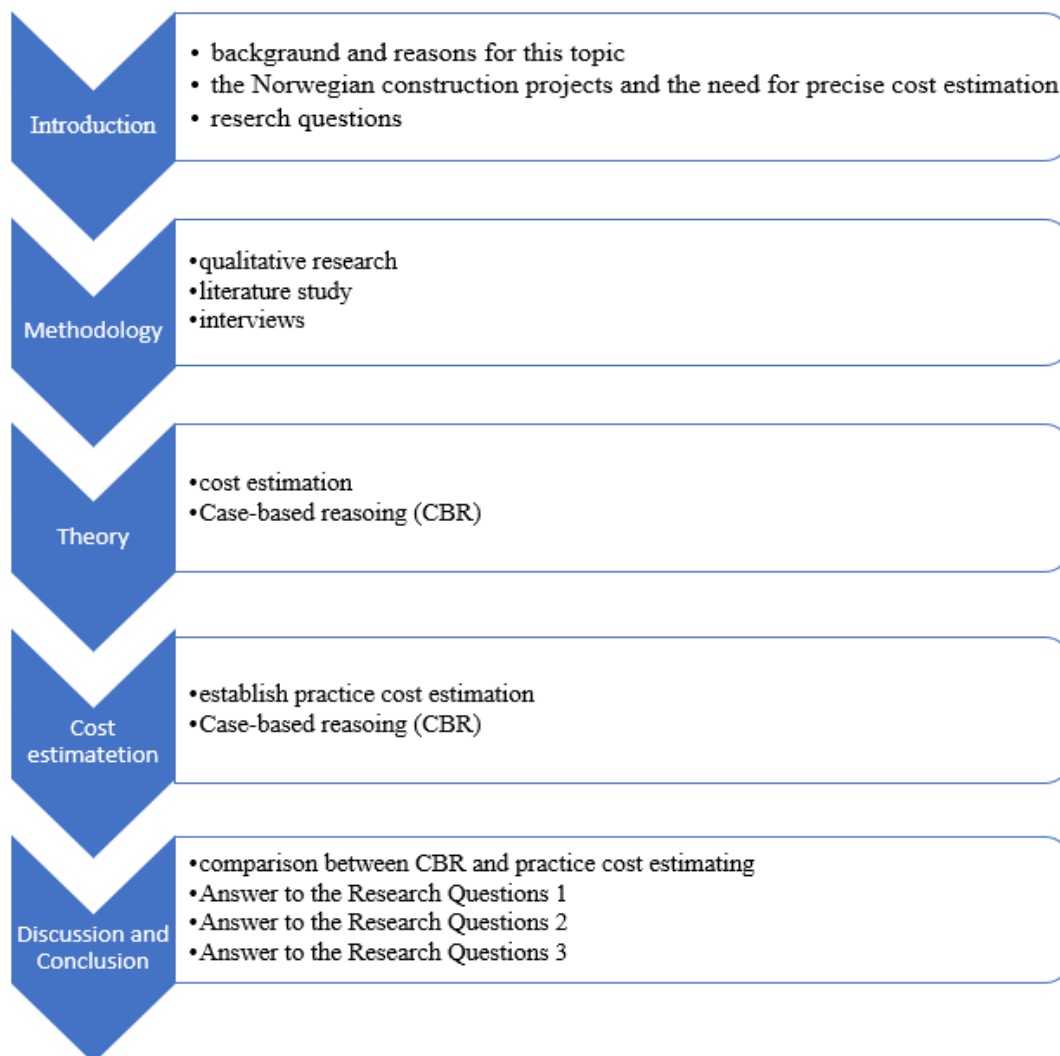 Introduction
• background and reasons for this topic
• the Norwegian construction projects and the need for precise cost estimation
• reserch questions
Methodology
•qualitative research
•literature study
•interviews
Theory
•cost estimation
•Case-based reasoing (CBR)
Cost
estimatetion
•establish practice cost estimation
•Case-based reasoing (CBR)
Discussion and
Conclusion
•comparison between CBR and practice cost estimating
•Answer to the Research Questions 1
•Answer to the Research Questions 2
•Answer to the Research Questions 3